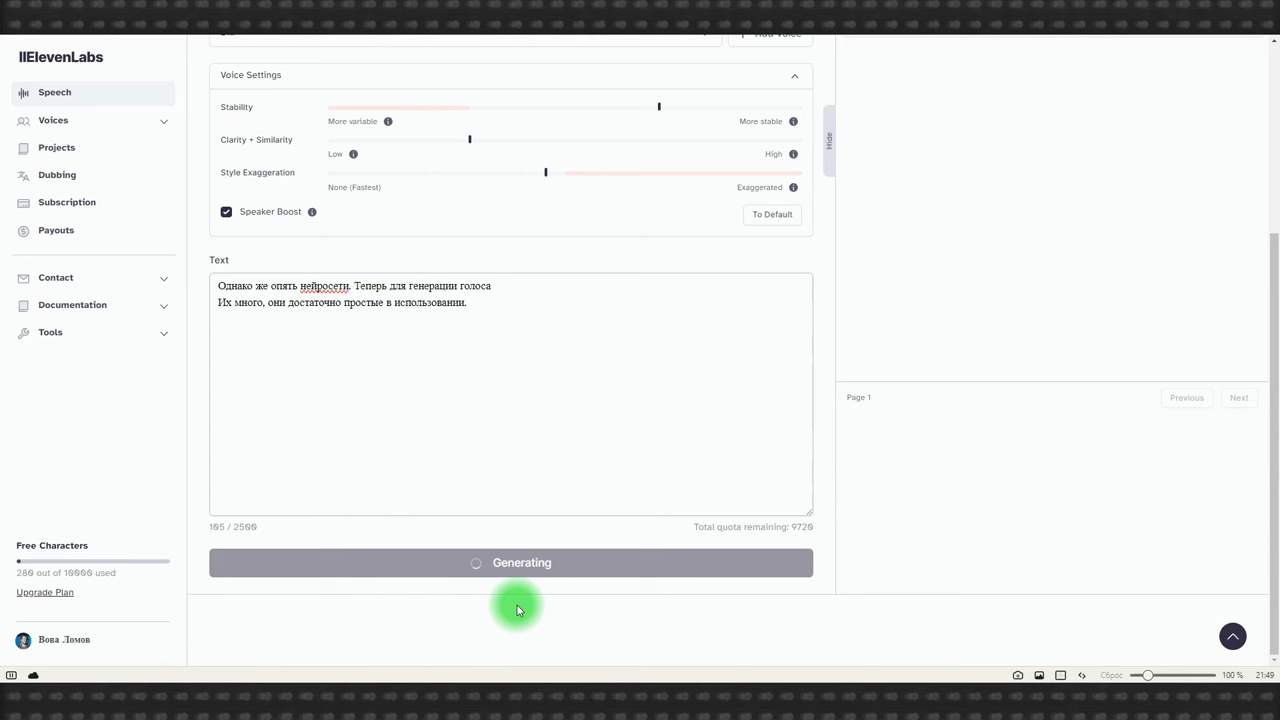 IIElevenLabs
Speech
Voices
Projects
Dubbing
Subscription
Payouts
Contact
Documentation
Tools
Free Characters
280 out of 10000 used
Upgrade Plan
Вова Ломов
Voice Settings
Stability
More variable
More stable
Clarity + Similarity
Low
High
Style Exaggeration
None (Fastest)
Exaggerated
Speaker Boost
To Default
Text
Однако же опять нейросети. Теперь для генерации голоса
Их много, они достаточно простые в использовании.
105 / 2500
Total quota remaining: 9720
Generating
Hide
Page 1
Previous
Next
Сброс
100 %
21:49